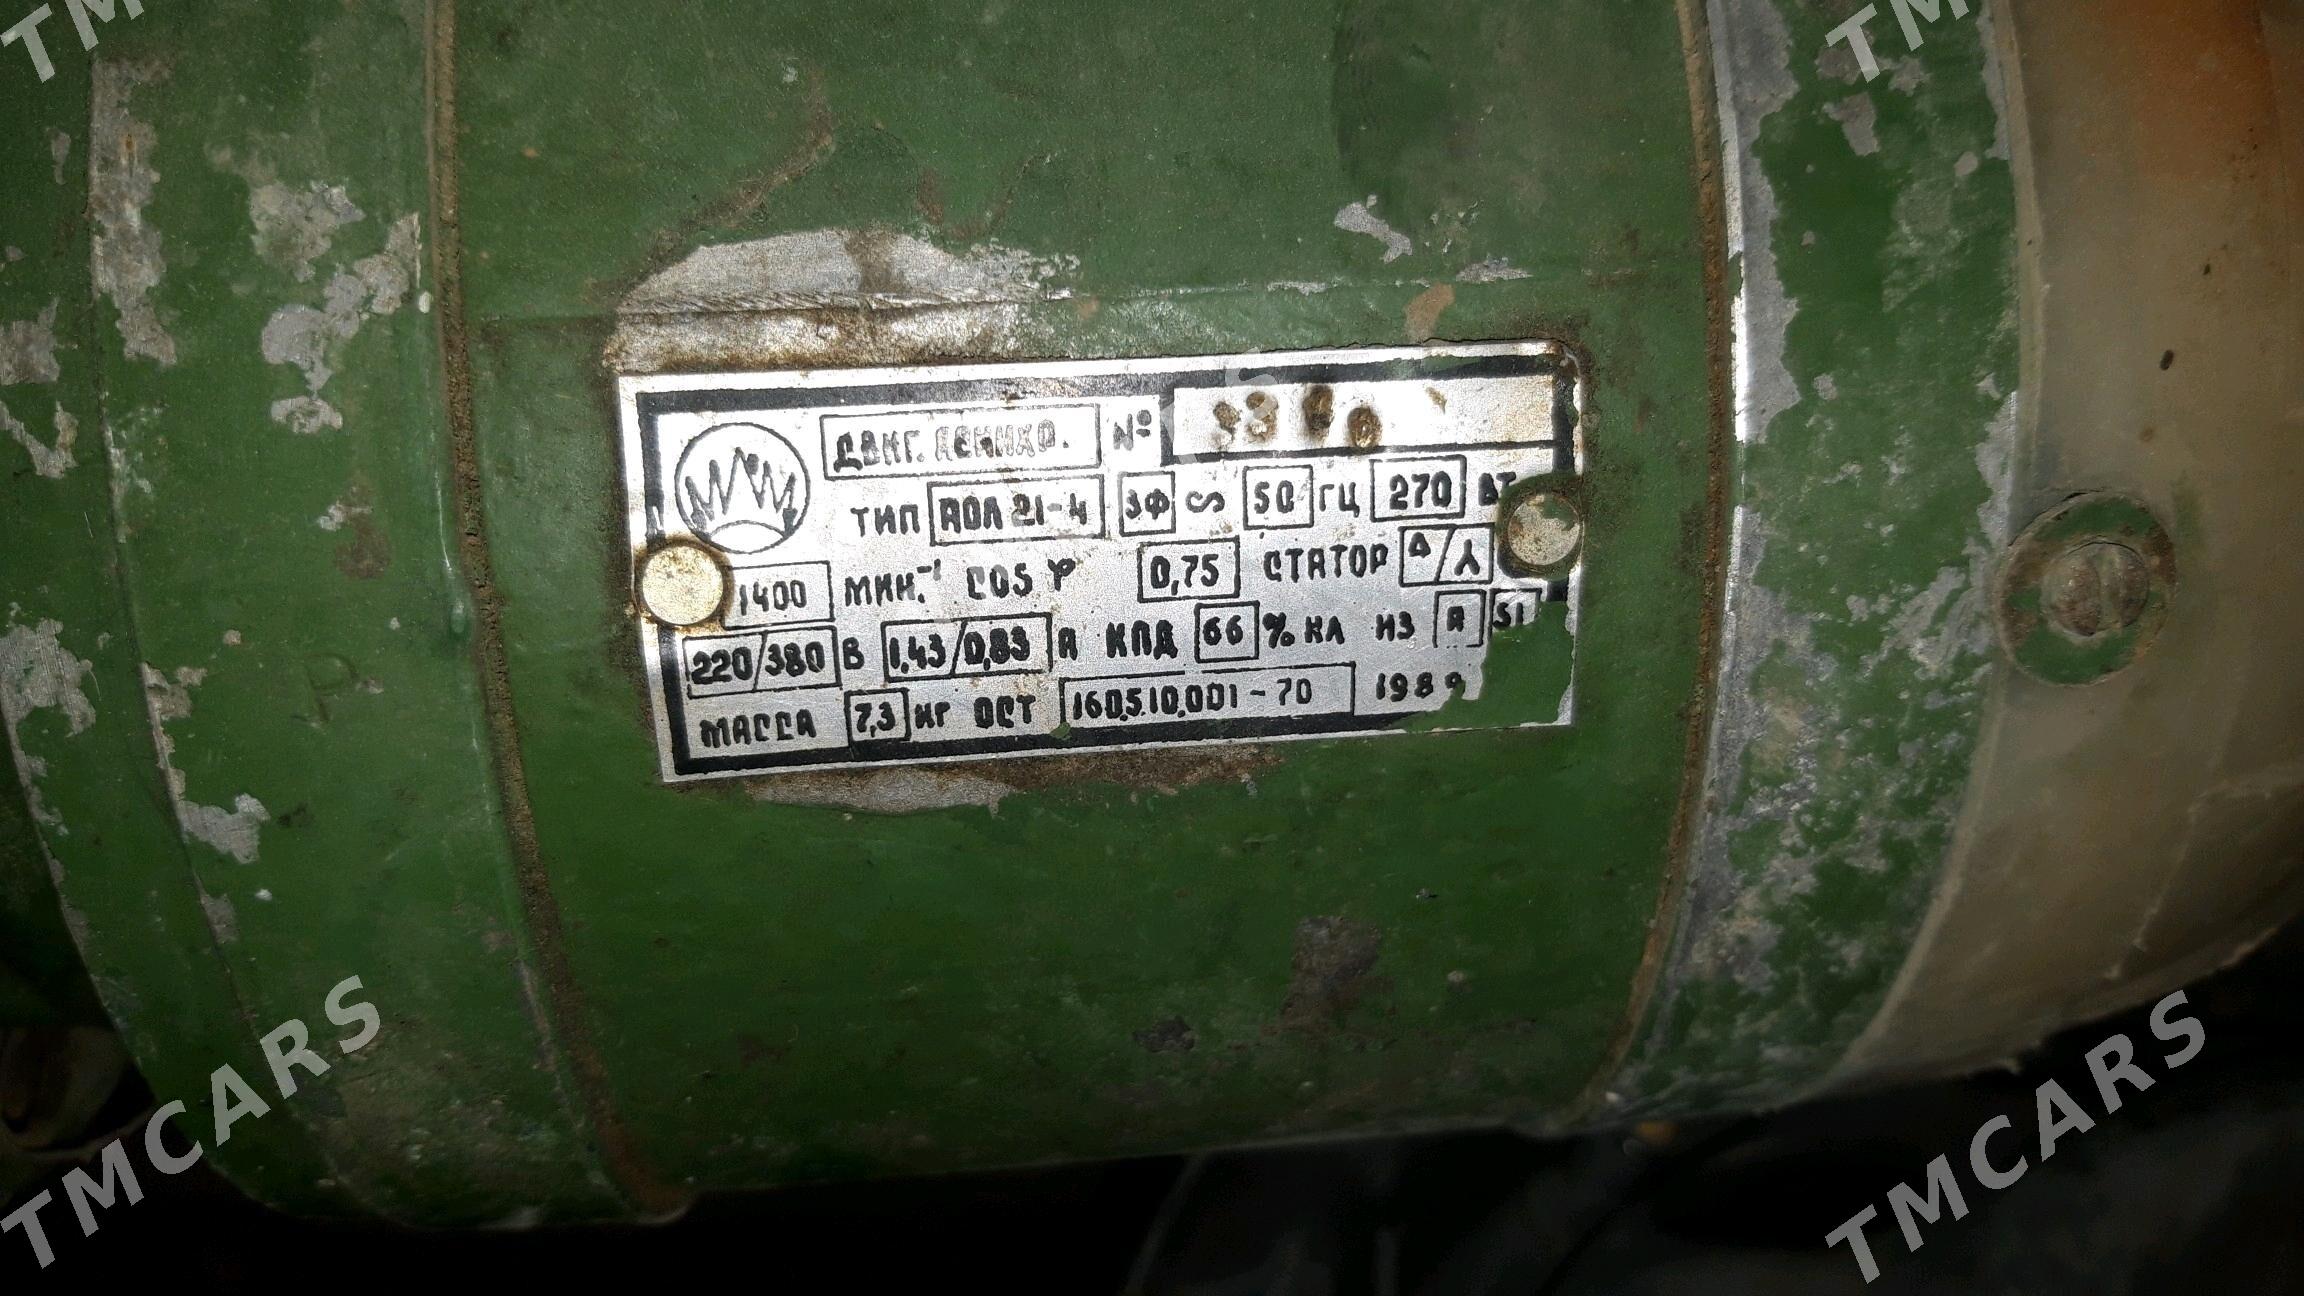 TMCARS
ДВИГ. АСИНХР. №
ТИП АОЛ 21-4 3Ф 50 ГЦ 270 ВТ
1400 МИН.⁻¹ COS φ 0,75 СТАТОР Δ/Y
220/380 В 1,43/0,83 А КПД 66 % КЛ ИЗ А
МАССА 7,3 КГ ОСТ 160.510.001-70 1989
TMCARS
TMCARS